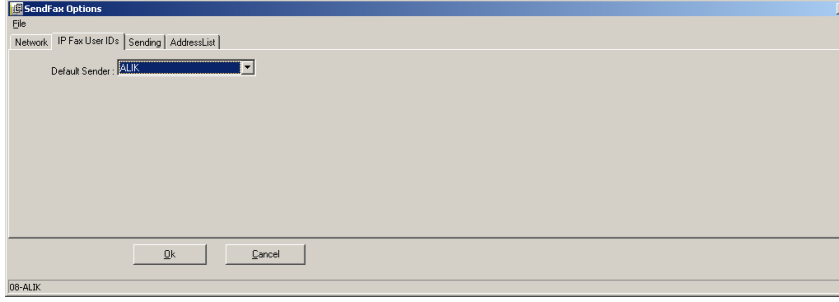 SendFax Options
File
Network IP Fax User IDs Sending AddressList
Default Sender : ALIK
Ok Cancel
08-ALIK